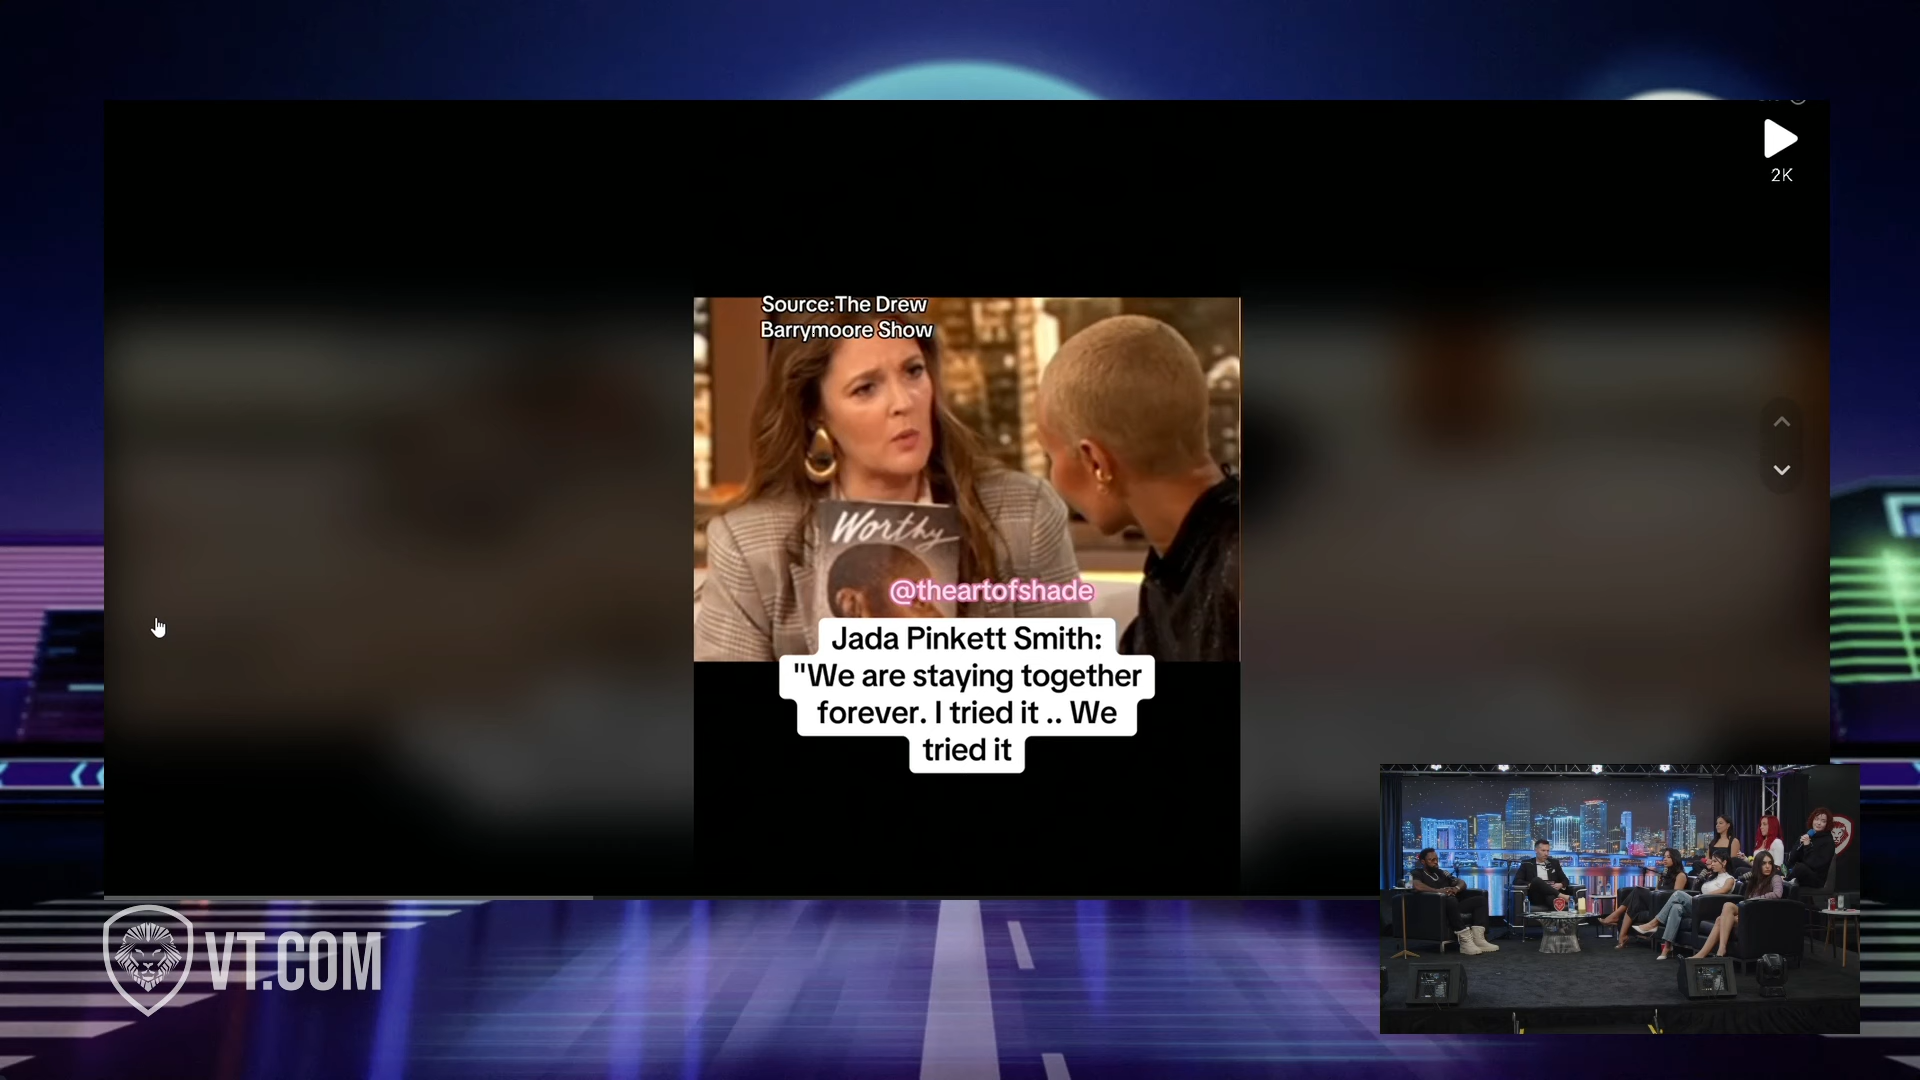 2K
Source:The Drew
Barrymoore Show
Worthy
@theartofshade
Jada Pinkett Smith:
"We are staying together
forever. I tried it .. We
tried it
VT.COM